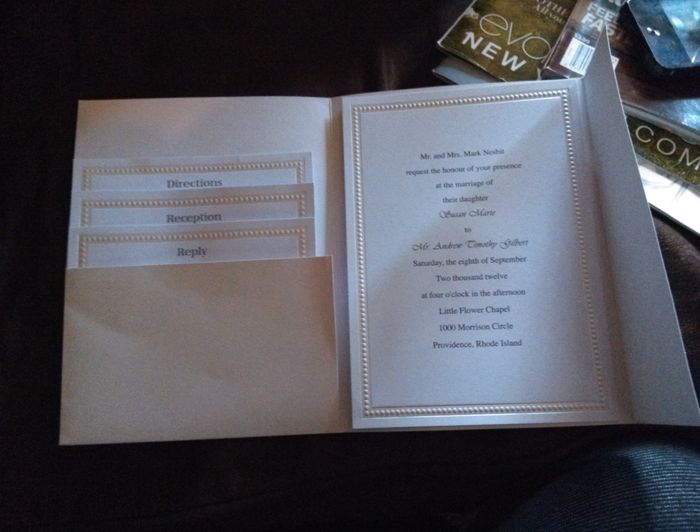 Directions
Reception
Reply
Mr. and Mrs. Mark Nesbit
request the honour of your presence
at the marriage of
their daughter
Susan Marie
to
Mr. Andrew Timothy Gilbert
Saturday, the eighth of September
Two thousand twelve
at four o'clock in the afternoon
Little Flower Chapel
1000 Morrison Circle
Providence, Rhode Island
evo
NEW
COM